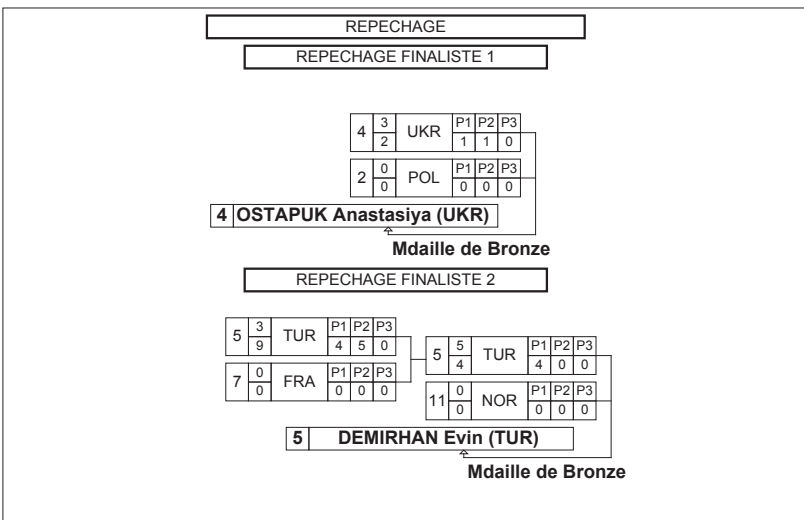 REPECHAGE
REPECHAGE FINALISTE 1
4 3 UKR P1 P2 P3
2 1 1 0
2 0 POL P1 P2 P3
0 0 0 0
4 OSTAPUK Anastasiya (UKR)
Mdaille de Bronze
REPECHAGE FINALISTE 2
5 3 TUR P1 P2 P3
9 4 5 0
7 0 FRA P1 P2 P3
0 0 0 0
5 5 TUR P1 P2 P3
4 4 0 0
11 0 NOR P1 P2 P3
0 0 0 0
5 DEMIRHAN Evin (TUR)
Mdaille de Bronze